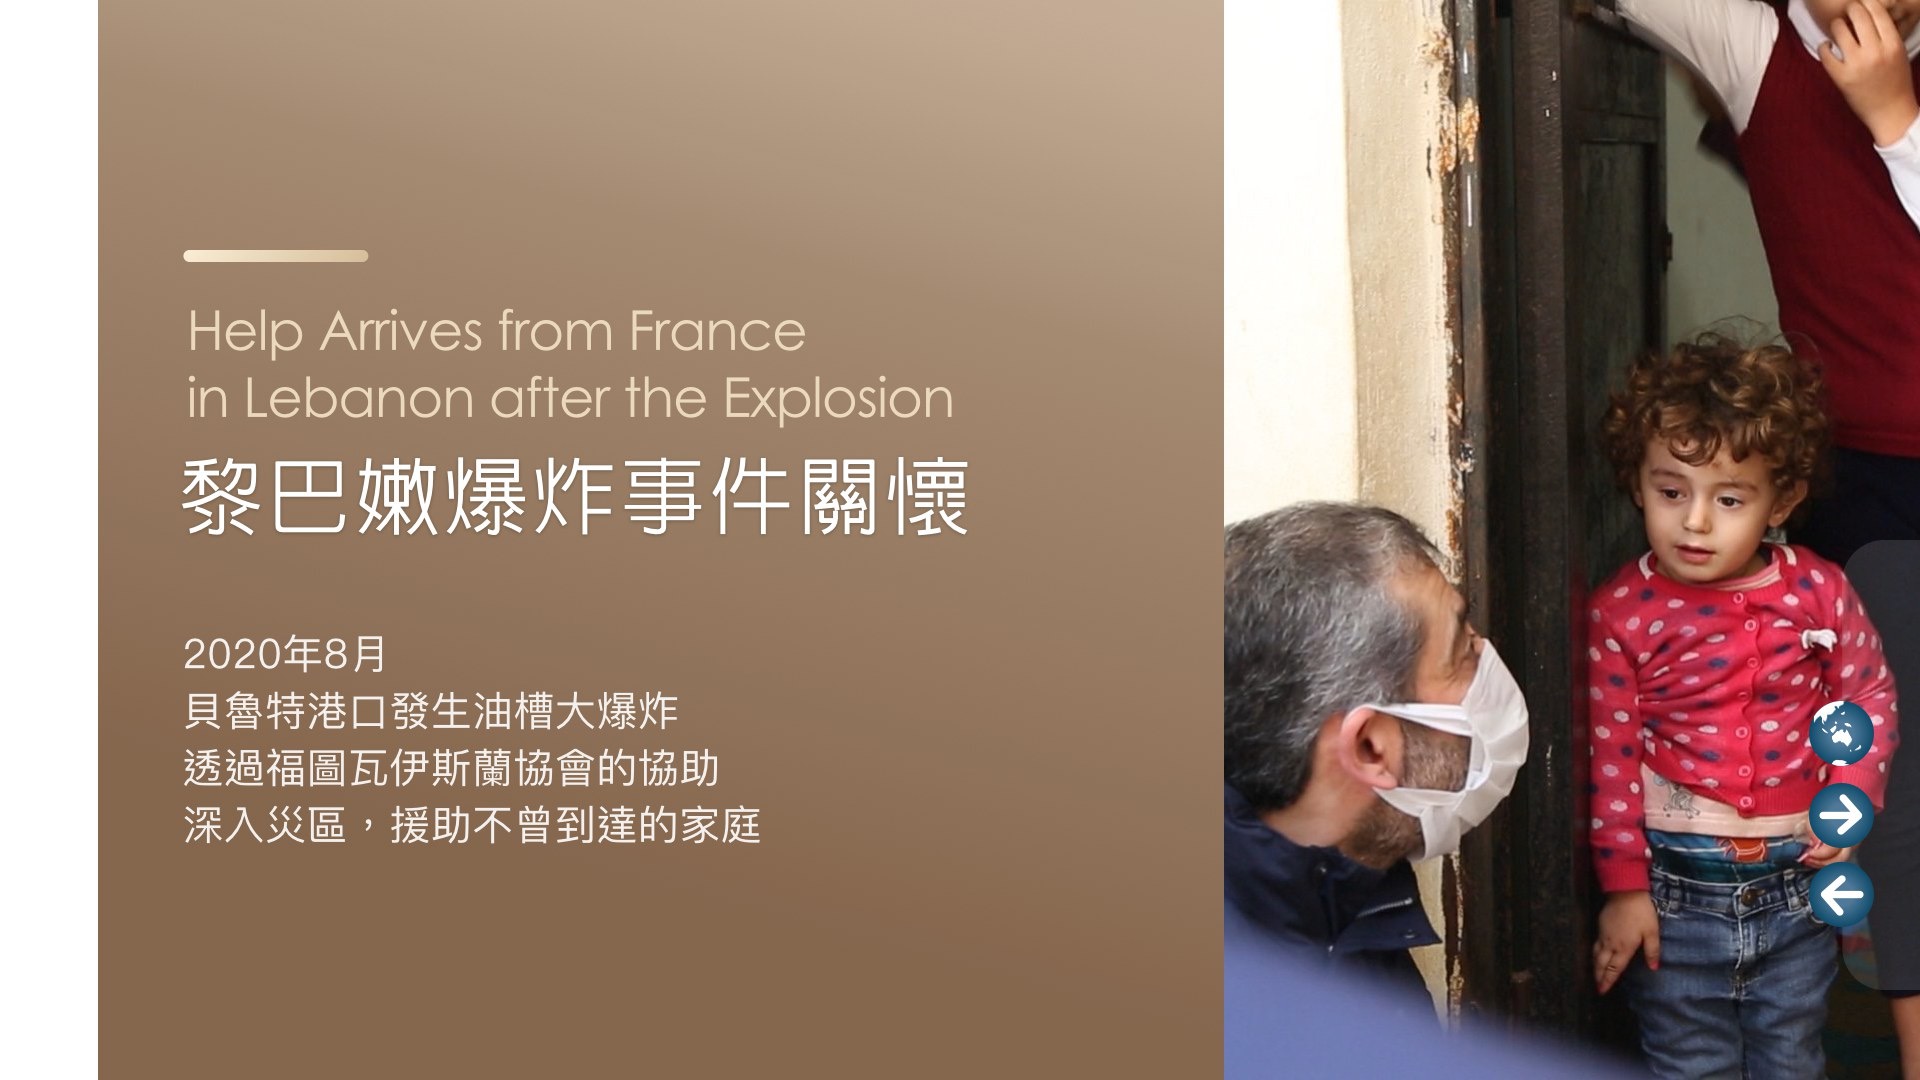 Help Arrives from France
in Lebanon after the Explosion
黎巴嫩爆炸事件關懷
2020年8月
貝魯特港口發生油槽大爆炸
透過福圖瓦伊斯蘭協會的協助
深入災區，援助不曾到達的家庭